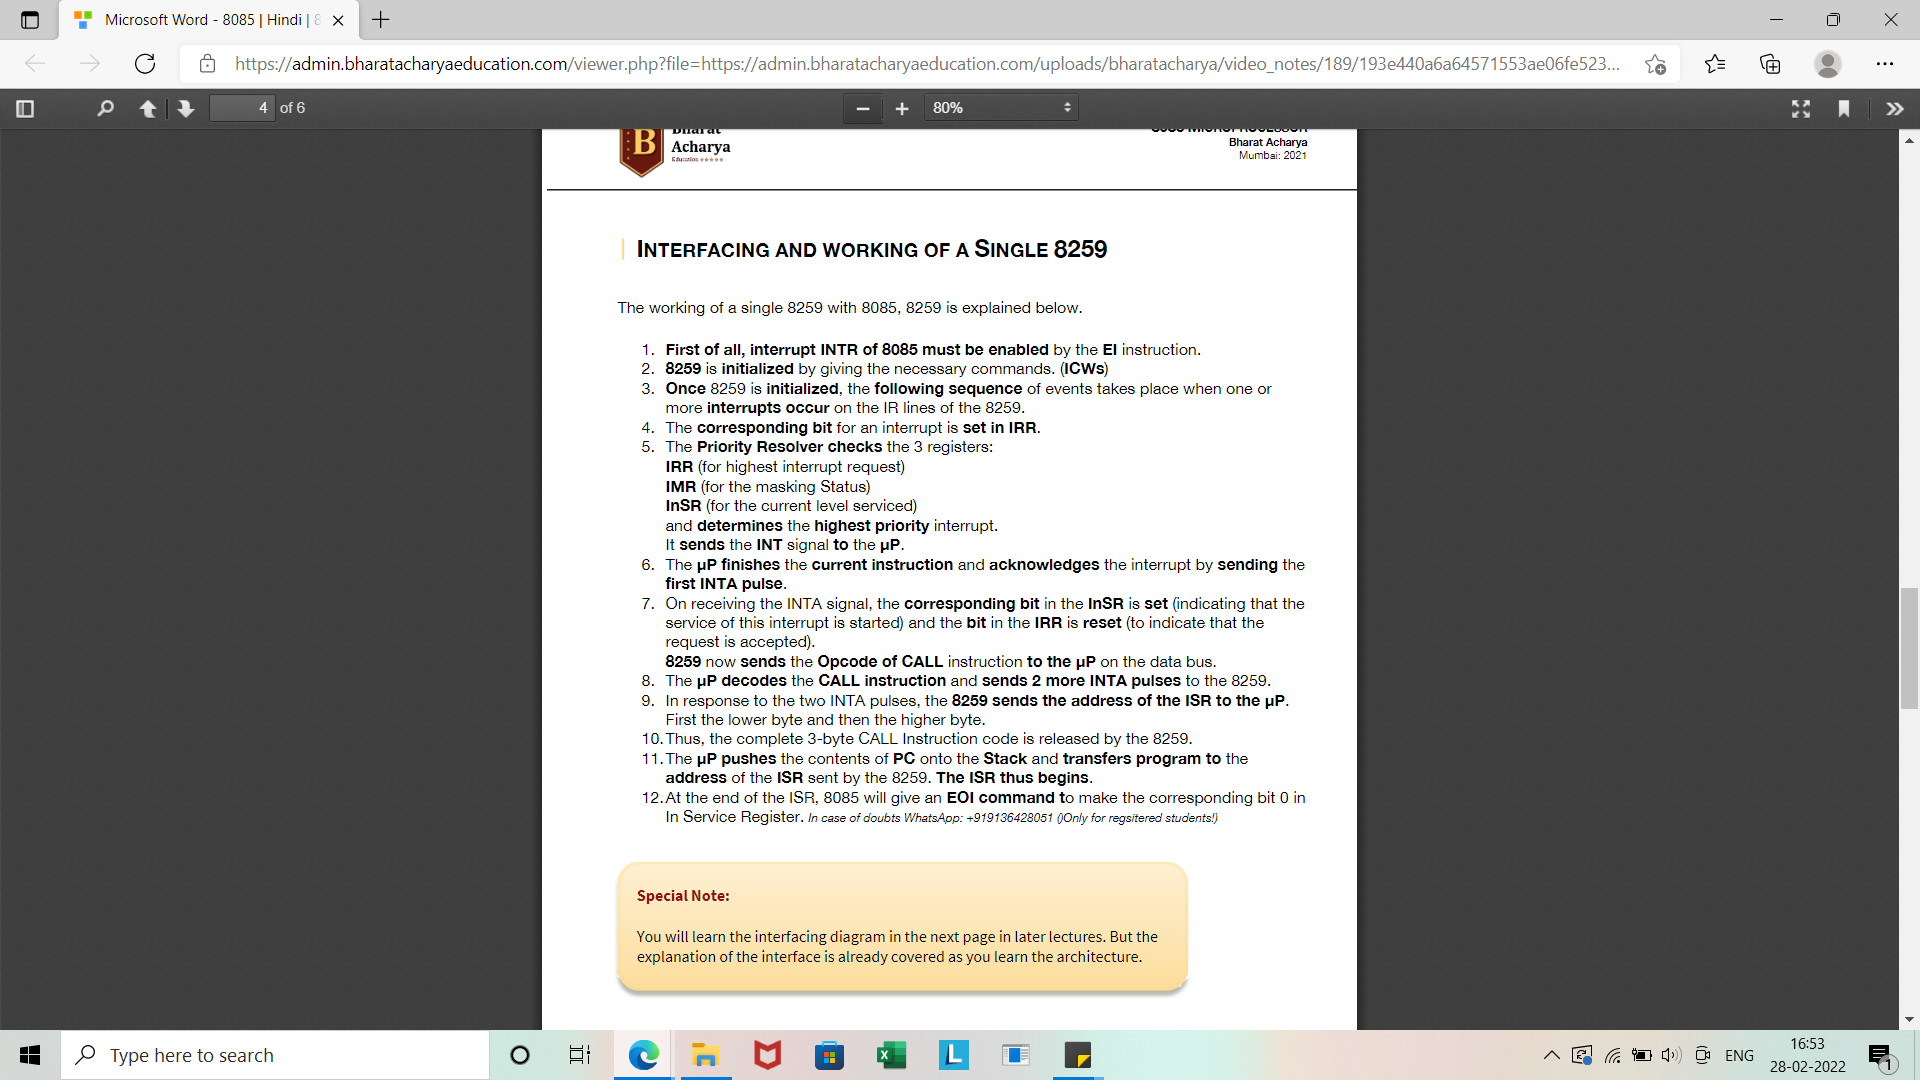 Microsoft Word - 8085 | Hindi | 8
https://admin.bharatacharyaeducation.com/viewer.php?file=https://admin.bharatacharyaeducation.com/uploads/bharatacharya/video_notes/189/193e440a6a64571553ae06fe523...
4 of 6
80%
Bharat
Acharya
Education
B
8085 MICROPROCESSOR
Bharat Acharya
Mumbai: 2021
INTERFACING AND WORKING OF A SINGLE 8259
The working of a single 8259 with 8085, 8259 is explained below.
1. First of all, interrupt INTR of 8085 must be enabled by the EI instruction.
2. 8259 is initialized by giving the necessary commands. (ICWs)
3. Once 8259 is initialized, the following sequence of events takes place when one or
more interrupts occur on the IR lines of the 8259.
4. The corresponding bit for an interrupt is set in IRR.
5. The Priority Resolver checks the 3 registers:
IRR (for highest interrupt request)
IMR (for the masking Status)
InSR (for the current level serviced)
and determines the highest priority interrupt.
It sends the INT signal to the µP.
6. The µP finishes the current instruction and acknowledges the interrupt by sending the
first INTA pulse.
7. On receiving the INTA signal, the corresponding bit in the InSR is set (indicating that the
service of this interrupt is started) and the bit in the IRR is reset (to indicate that the
request is accepted).
8259 now sends the Opcode of CALL instruction to the µP on the data bus.
8. The µP decodes the CALL instruction and sends 2 more INTA pulses to the 8259.
9. In response to the two INTA pulses, the 8259 sends the address of the ISR to the µP.
First the lower byte and then the higher byte.
10. Thus, the complete 3-byte CALL Instruction code is released by the 8259.
11. The µP pushes the contents of PC onto the Stack and transfers program to the
address of the ISR sent by the 8259. The ISR thus begins.
12. At the end of the ISR, 8085 will give an EOI command to make the corresponding bit 0 in
In Service Register. In case of doubts WhatsApp: +919136428051 ()Only for regsitered students!)
Special Note:
You will learn the interfacing diagram in the next page in later lectures. But the
explanation of the interface is already covered as you learn the architecture.
Type here to search
L
ENG
16:53
28-02-2022
1